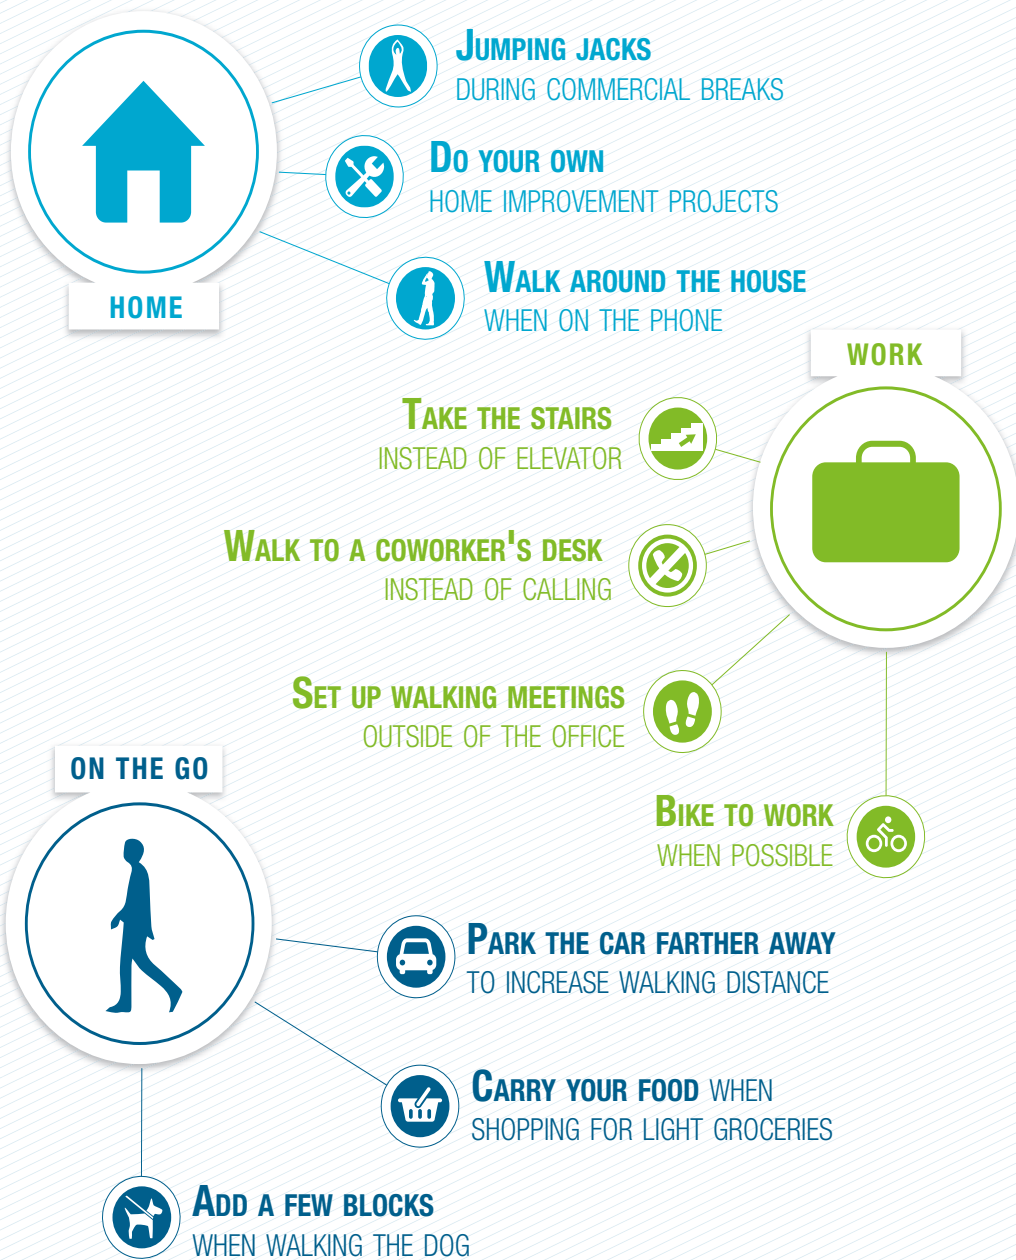 JUMPING JACKS
DURING COMMERCIAL BREAKS
DO YOUR OWN
HOME IMPROVEMENT PROJECTS
WALK AROUND THE HOUSE
WHEN ON THE PHONE
HOME
WORK
TAKE THE STAIRS
INSTEAD OF ELEVATOR
WALK TO A COWORKER'S DESK
INSTEAD OF CALLING
SET UP WALKING MEETINGS
OUTSIDE OF THE OFFICE
BIKE TO WORK
WHEN POSSIBLE
ON THE GO
PARK THE CAR FARTHER AWAY
TO INCREASE WALKING DISTANCE
CARRY YOUR FOOD WHEN
SHOPPING FOR LIGHT GROCERIES
ADD A FEW BLOCKS
WHEN WALKING THE DOG